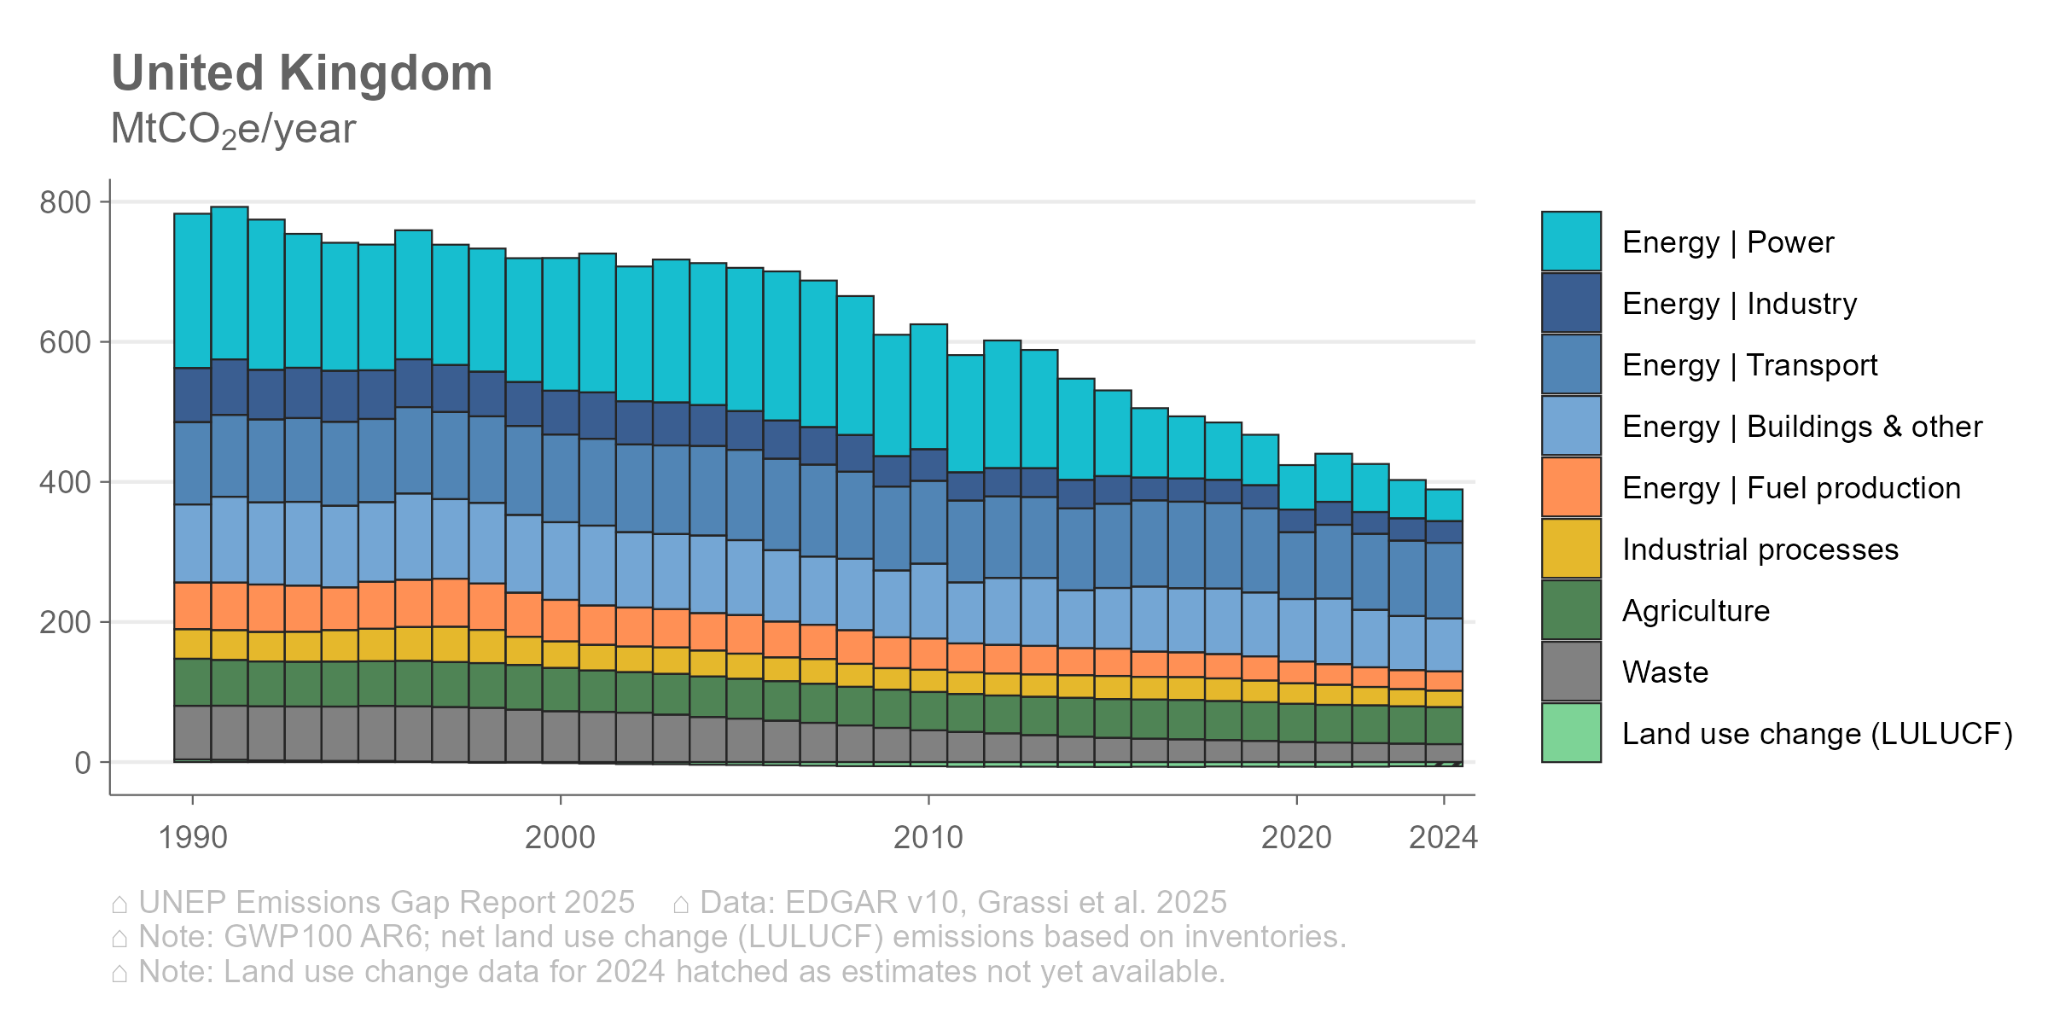 United Kingdom
MtCO₂e/year
800
600
400
200
0
1990 2000 2010 2020 2024
Energy | Power
Energy | Industry
Energy | Transport
Energy | Buildings & other
Energy | Fuel production
Industrial processes
Agriculture
Waste
Land use change (LULUCF)
⌂ UNEP Emissions Gap Report 2025 ⌂ Data: EDGAR v10, Grassi et al. 2025
⌂ Note: GWP100 AR6; net land use change (LULUCF) emissions based on inventories.
⌂ Note: Land use change data for 2024 hatched as estimates not yet available.